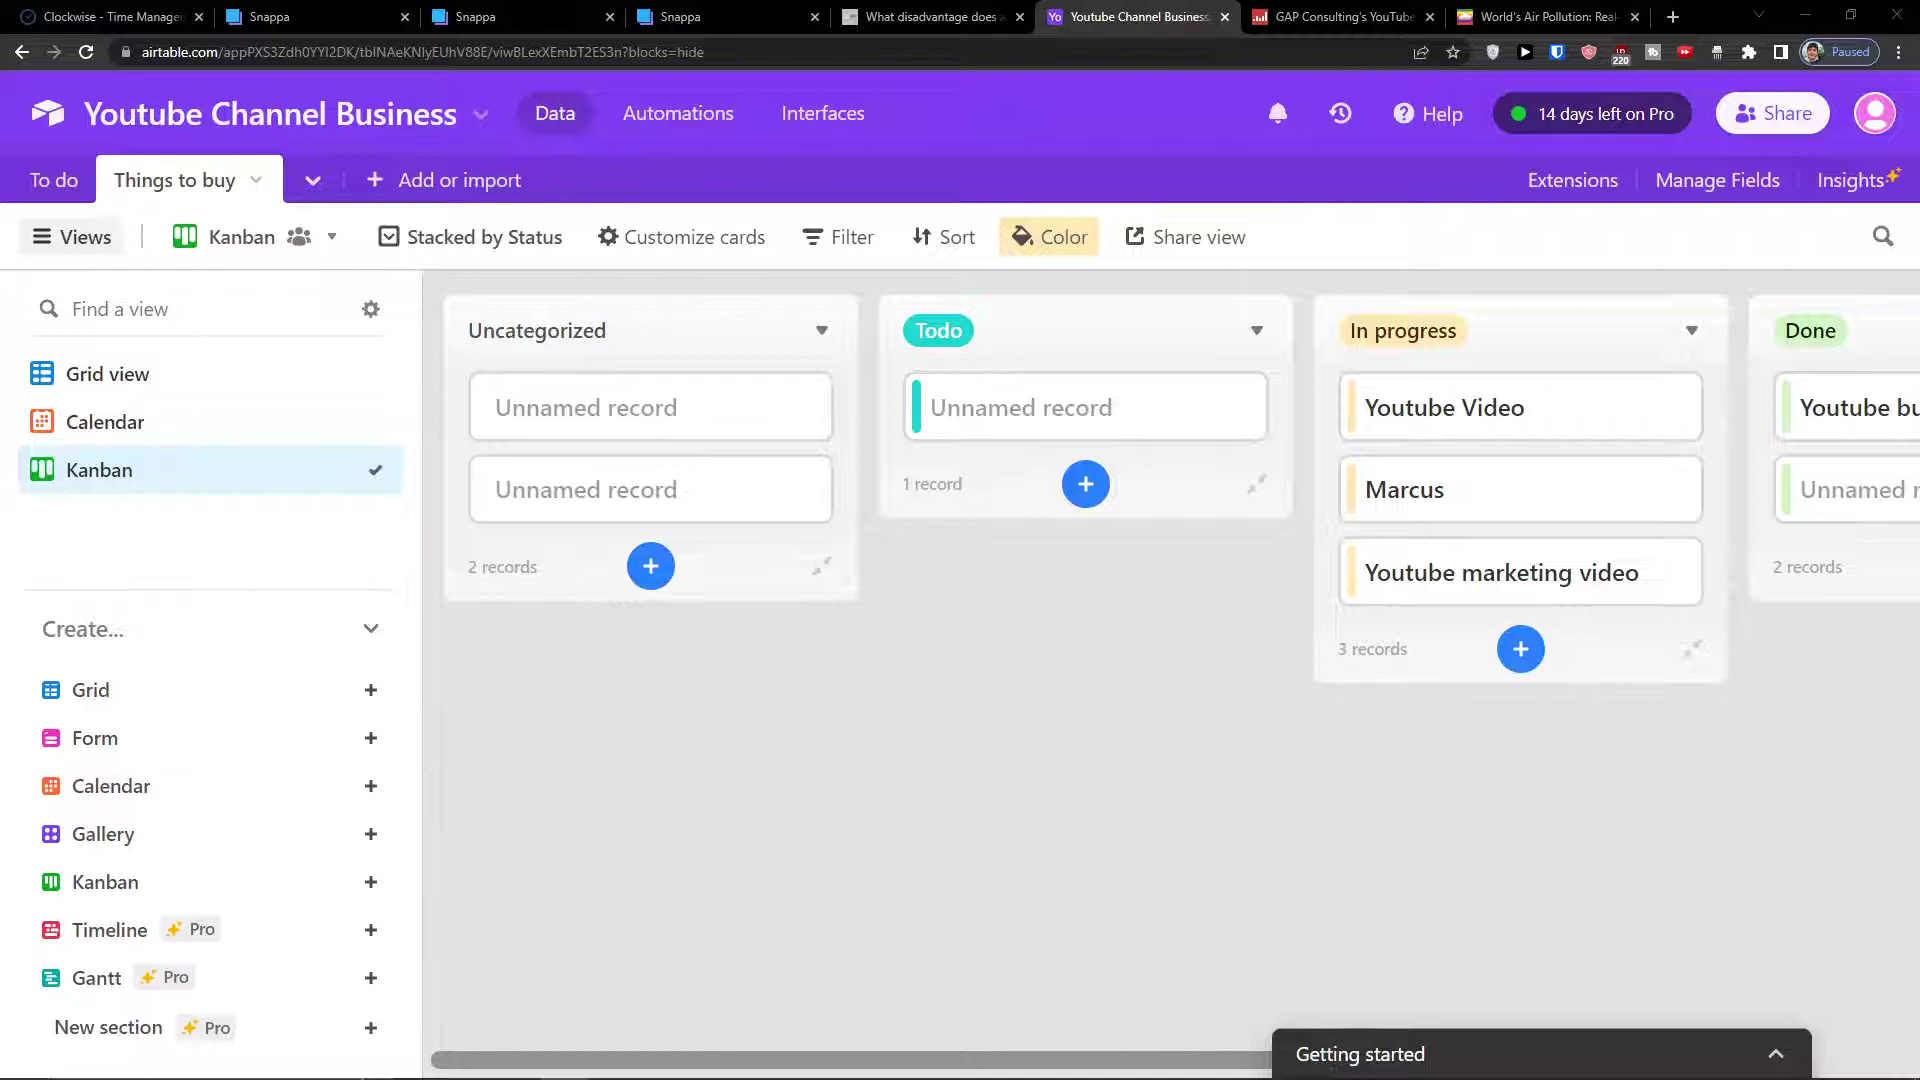 Clockwise - Time Manage
Snappa
Snappa
Snappa
What disadvantage does a
Youtube Channel Business
GAP Consulting's YouTube
World's Air Pollution: Real-
airtable.com/appPXS3Zdh0YYI2DK/tblNAeKNIyEUhV88E/viwBLexXEmbT2ES3n?blocks=hide
220
Paused
Youtube Channel Business
Data
Automations
Interfaces
Help
14 days left on Pro
Share
To do
Things to buy
Add or import
Extensions
Manage Fields
Insights
Views
Kanban
Stacked by Status
Customize cards
Filter
Sort
Color
Share view
Find a view
Grid view
Calendar
Kanban
Create...
Grid
Form
Calendar
Gallery
Kanban
Timeline Pro
Gantt Pro
New section Pro
Uncategorized
Unnamed record
Unnamed record
2 records
Todo
Unnamed record
1 record
In progress
Youtube Video
Marcus
Youtube marketing video
3 records
Done
Youtube bu
Unnamed r
2 records
Getting started